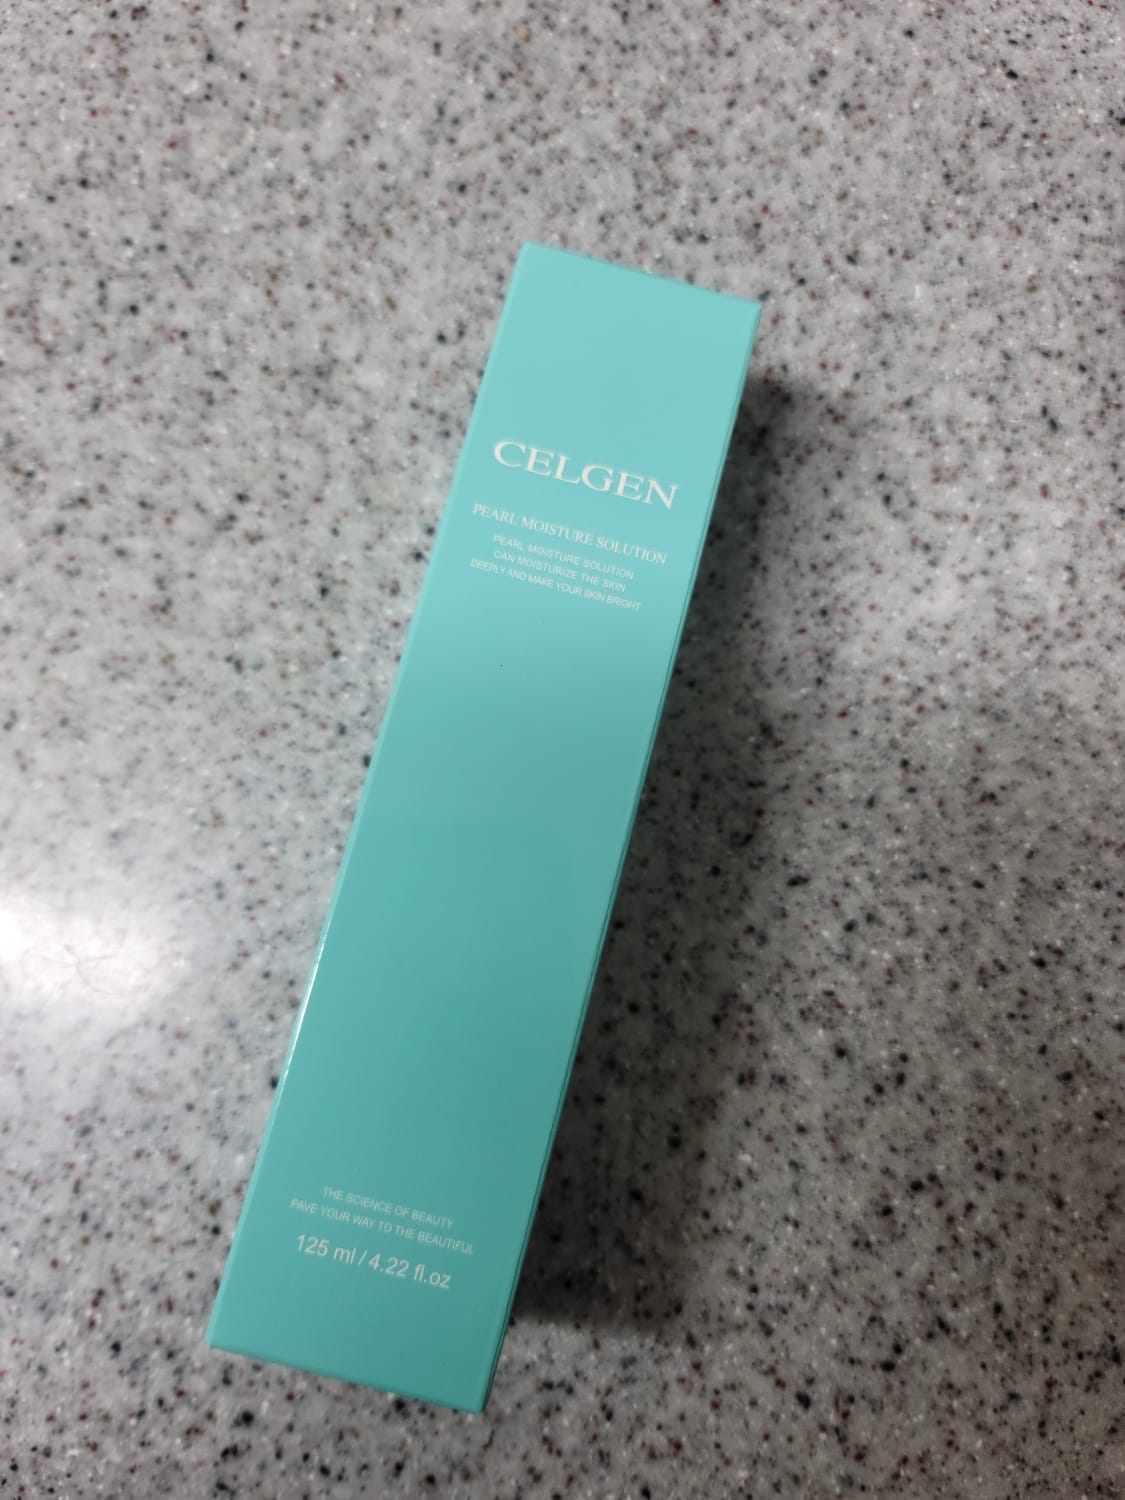 CELGEN
PEARL MOISTURE SOLUTION
PEARL MOISTURE SOLUTION
CAN MOISTURIZE THE SKIN
DEEPLY AND MAKE YOUR SKIN BRIGHT
THE SCIENCE OF BEAUTY
PAVE YOUR WAY TO THE BEAUTIFUL
125 ml / 4.22 fl.oz